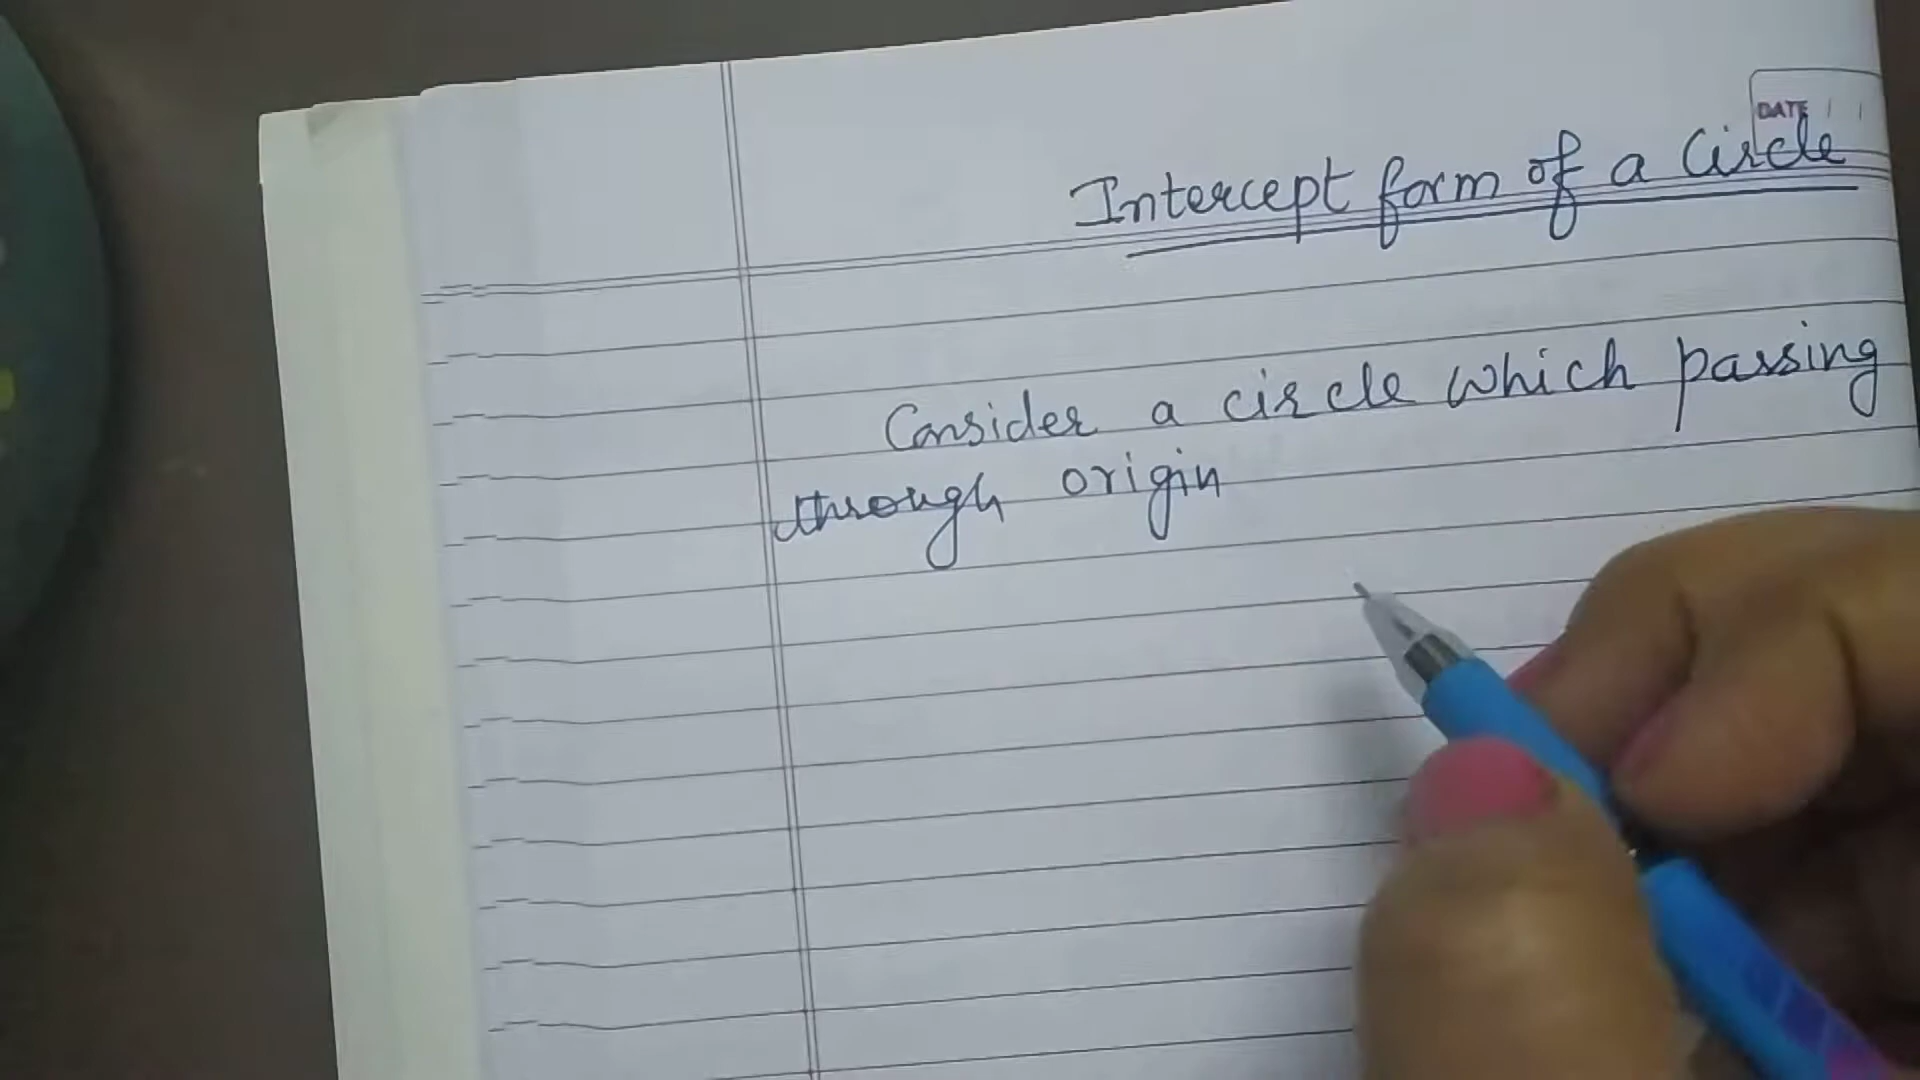 DATE
Intercept form of a Circle
Consider a circle which passing
through origin